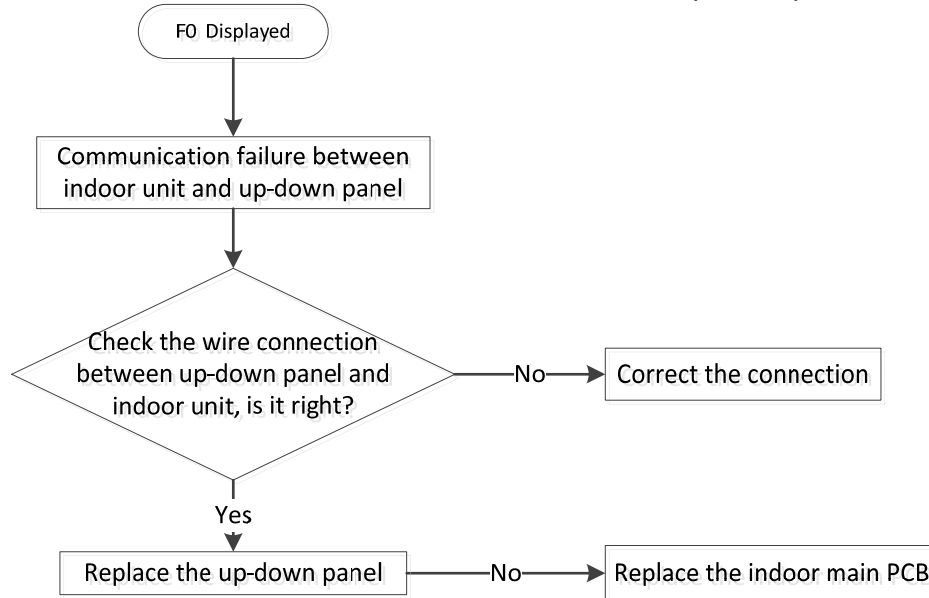 F0 Displayed
Communication failure between
indoor unit and up-down panel
Check the wire connection
between up-down panel and
indoor unit, is it right?
No
Correct the connection
Yes
Replace the up-down panel
No
Replace the indoor main PCB